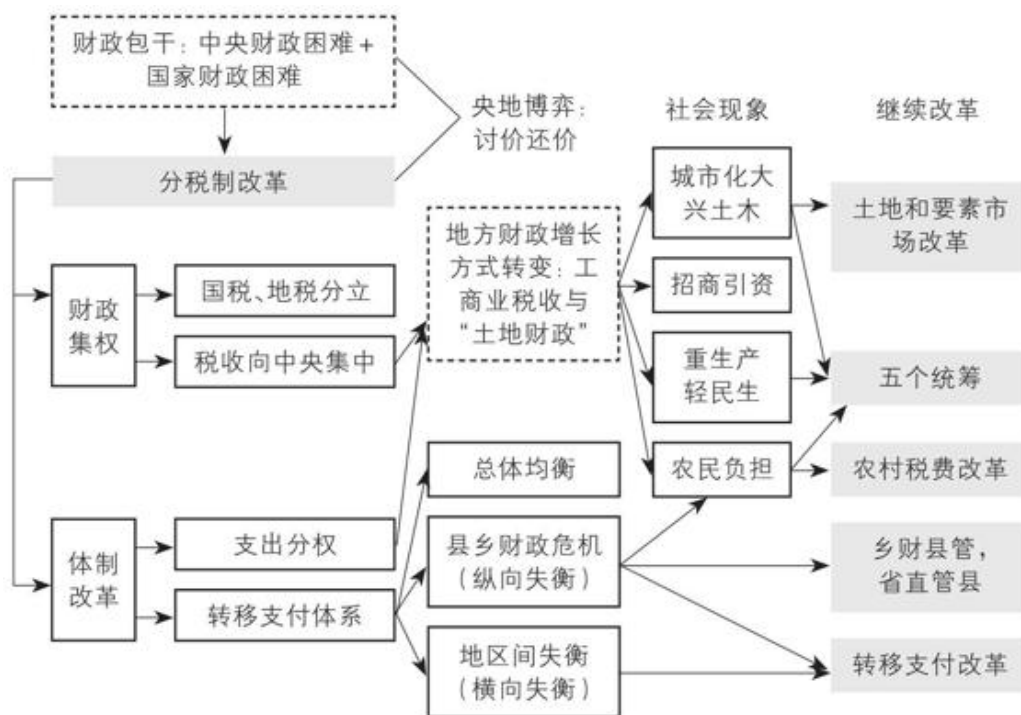 财政包干：中央财政困难+
国家财政困难
央地博弈：
讨价还价
社会现象
继续改革
分税制改革
城市化大
兴土木
土地和要素市
场改革
地方财政增长
方式转变：工
商业税收与
“土地财政”
财政
集权
国税、地税分立
招商引资
税收向中央集中
重生产
轻民生
五个统筹
总体均衡
农民负担
农村税费改革
体制
改革
支出分权
县乡财政危机
（纵向失衡）
乡财县管，
省直管县
转移支付体系
地区间失衡
（横向失衡）
转移支付改革